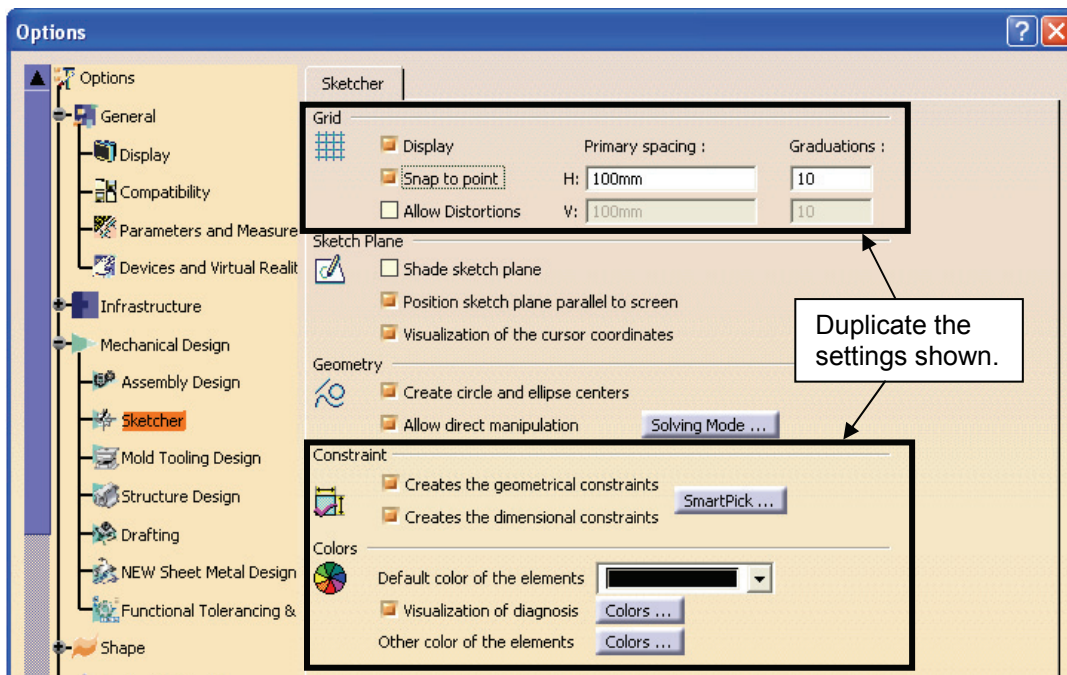 Options
Options
General
Display
Compatibility
Parameters and Measure
Devices and Virtual Realit
Infrastructure
Mechanical Design
Assembly Design
Sketcher
Mold Tooling Design
Structure Design
Drafting
NEW Sheet Metal Design
Functional Tolerancing &
Shape
Sketcher
Grid
Display Primary spacing : Graduations :
Snap to point H: 100mm 10
Allow Distortions V: 100mm 10
Sketch Plane
Shade sketch plane
Position sketch plane parallel to screen
Visualization of the cursor coordinates
Geometry
Create circle and ellipse centers
Allow direct manipulation Solving Mode ...
Constraint
Creates the geometrical constraints
SmartPick ...
Creates the dimensional constraints
Colors
Default color of the elements
Visualization of diagnosis Colors ...
Other color of the elements Colors ...
Duplicate the
settings shown.